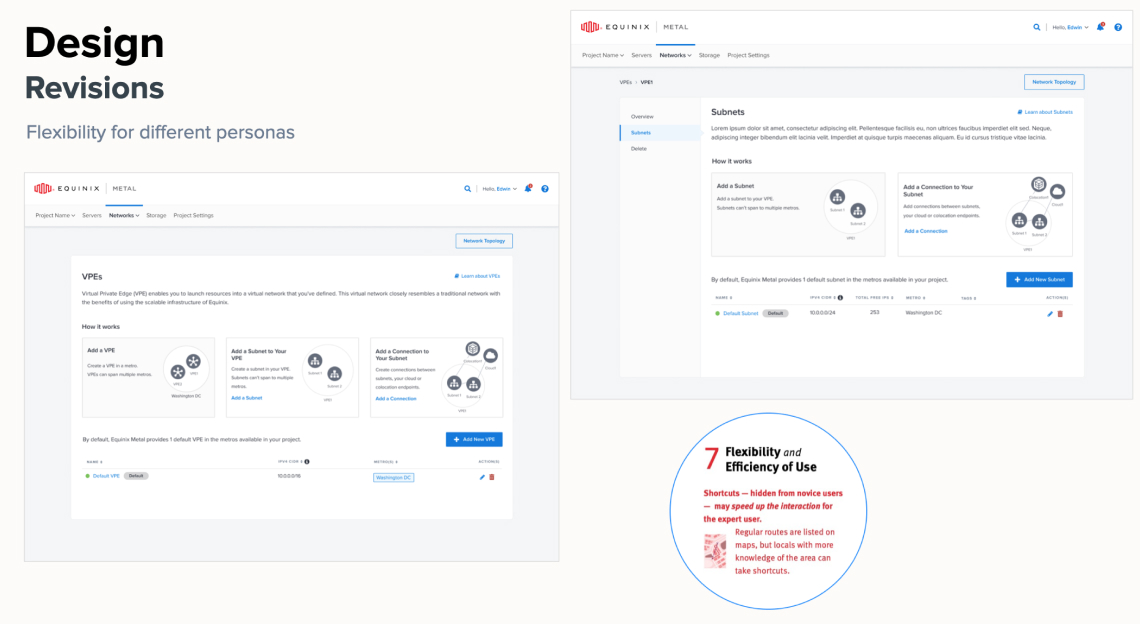 Design
Revisions
Flexibility for different personas
EQUINIX METAL
Hello, Edwin
Project Name Servers Networks Storage Project Settings
Network Topology
VPEs
Learn about VPEs
Virtual Private Edge (VPE) enables you to launch resources into a virtual network that you've defined. This virtual network closely resembles a traditional network with
the benefits of using the scalable infrastructure of Equinix.
How it works
Add a VPE
Create a VPE in a metro.
VPEs can span multiple metros.
VPE1
VPE2
Washington DC
Add a Subnet to Your
VPE
Create a subnet in your VPE.
Subnets can't span to multiple
metros.
Add a Subnet
Subnet 1
Subnet 2
VPE1
Add a Connection to
Your Subnet
Create connections between
subnets, your cloud or
colocation endpoints.
Add a Connection
Colocation1
Cloud1
Subnet 1
Subnet 2
VPE1
By default, Equinix Metal provides 1 default VPE in the metros available in your project.
Add New VPE
NAME IPV4 CIDR METRO(S) ACTION(S)
Default VPE Default 10.0.0.0/16 Washington DC
EQUINIX METAL
Hello, Edwin
Project Name Servers Networks Storage Project Settings
VPEs > VPE1
Network Topology
Overview
Subnets
Delete
Subnets
Learn about Subnets
Lorem ipsum dolor sit amet, consectetur adipiscing elit. Pellentesque facilisis eu, non ultrices faucibus imperdiet elit sed. Neque,
adipiscing integer bibendum elit lacinia velit. Imperdiet at quisque turpis maecenas aliquam. Eu id cursus tristique vitae lacinia.
How it works
Add a Subnet
Add a subnet to your VPE.
Subnets can't span to multiple metros.
Subnet 1
Subnet 2
VPE1
Add a Connection to Your
Subnet
Add connections between subnets,
your cloud or colocation endpoints.
Add a Connection
Colocation1
Cloud1
Subnet 1
Subnet 2
VPE1
By default, Equinix Metal provides 1 default subnet in the metros available in your project.
Add New Subnet
NAME IPV4 CIDR TOTAL FREE IPS METRO TAGS ACTION(S)
Default Subnet Default 10.0.0.0/24 253 Washington DC
7 Flexibility and
Efficiency of Use
Shortcuts — hidden from novice users
— may speed up the interaction for
the expert user.
Regular routes are listed on
maps, but locals with more
knowledge of the area can
take shortcuts.